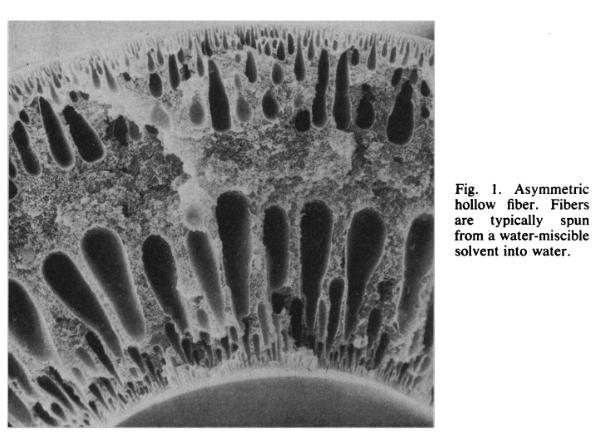 Fig. 1. Asymmetric
hollow fiber. Fibers
are typically spun
from a water-miscible
solvent into water.